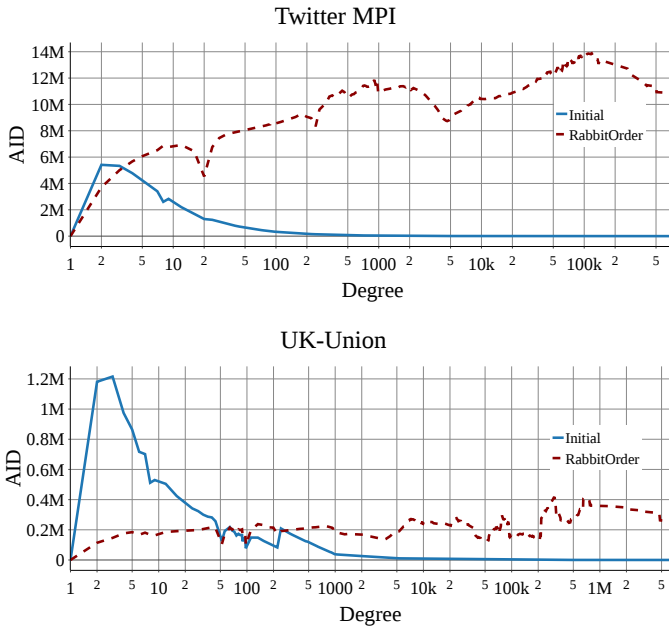 Twitter MPI
14M
12M
10M
8M
6M
4M
2M
0
AID
Initial
RabbitOrder
1 2 5 10 2 5 100 2 5 1000 2 5 10k 2 5 100k 2 5
Degree
UK-Union
1.2M
1M
0.8M
0.6M
0.4M
0.2M
0
AID
Initial
RabbitOrder
1 2 5 10 2 5 100 2 5 1000 2 5 10k 2 5 100k 2 5 1M 2 5
Degree